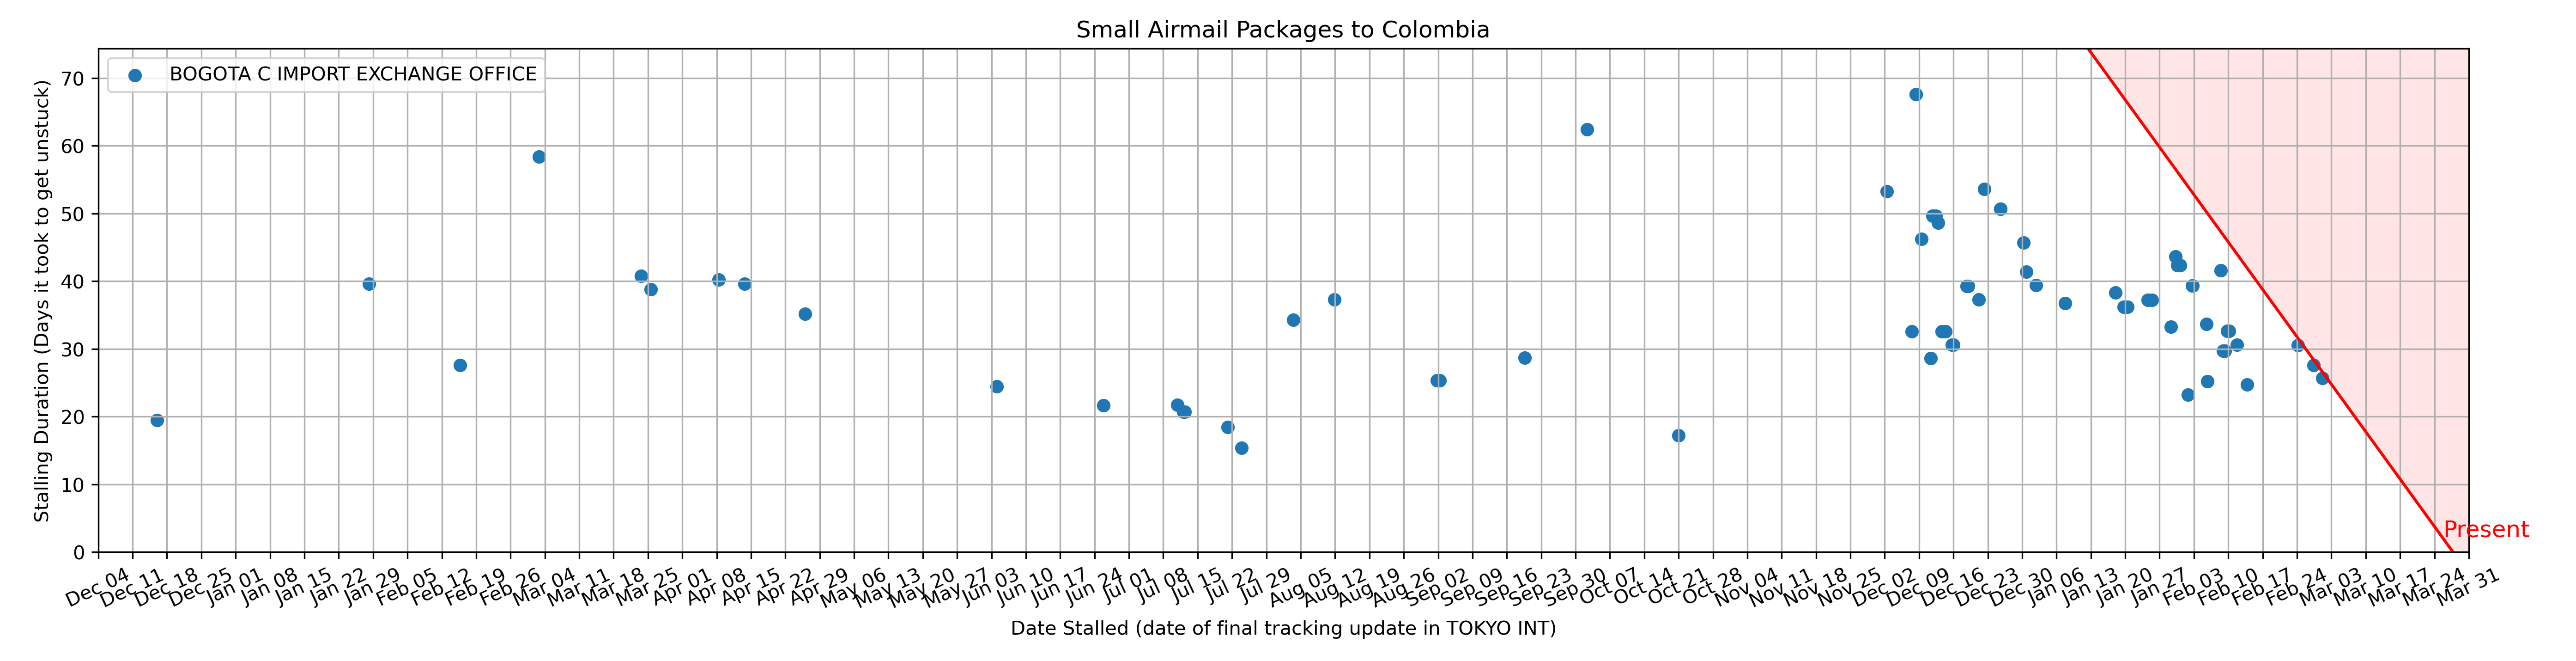 Small Airmail Packages to Colombia
BOGOTA C IMPORT EXCHANGE OFFICE
Stalling Duration (Days it took to get unstuck)
70
60
50
40
30
20
10
0
Present
Dec 04
Dec 11
Dec 18
Dec 25
Jan 01
Jan 08
Jan 15
Jan 22
Jan 29
Feb 05
Feb 12
Feb 19
Feb 26
Mar 04
Mar 11
Mar 18
Mar 25
Apr 01
Apr 08
Apr 15
Apr 22
Apr 29
May 06
May 13
May 20
May 27
Jun 03
Jun 10
Jun 17
Jun 24
Jul 01
Jul 08
Jul 15
Jul 22
Jul 29
Aug 05
Aug 12
Aug 19
Aug 26
Sep 02
Sep 09
Sep 16
Sep 23
Sep 30
Oct 07
Oct 14
Oct 21
Oct 28
Nov 04
Nov 11
Nov 18
Nov 25
Dec 02
Dec 09
Dec 16
Dec 23
Dec 30
Jan 06
Jan 13
Jan 20
Jan 27
Feb 03
Feb 10
Feb 17
Feb 24
Mar 03
Mar 10
Mar 17
Mar 24
Mar 31
Date Stalled (date of final tracking update in TOKYO INT)